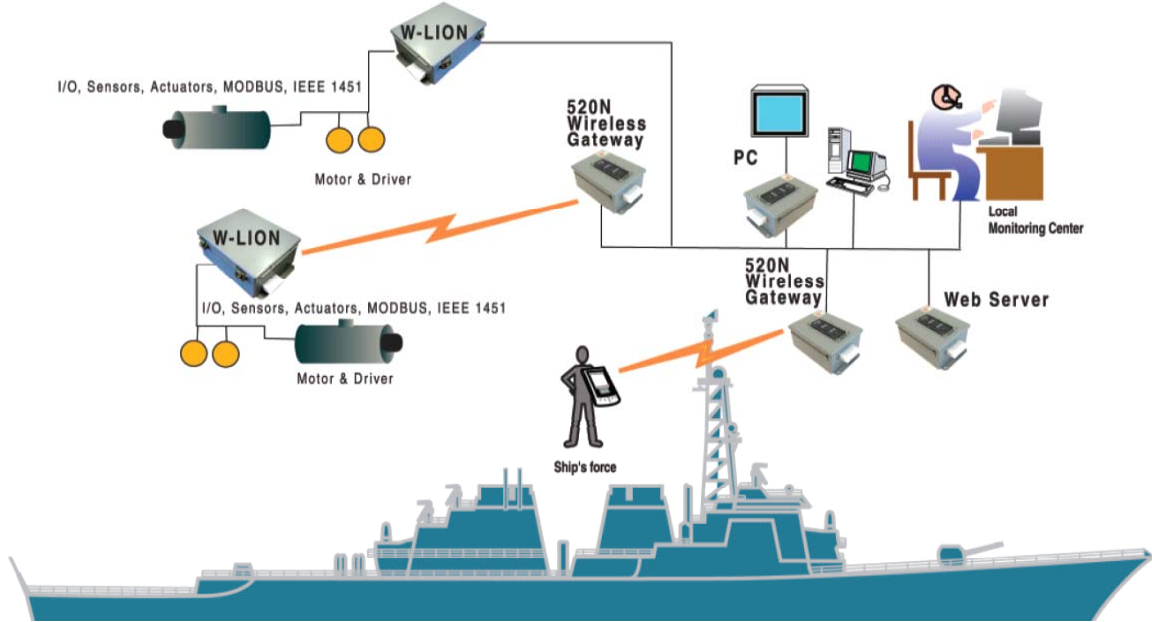 W-LION
I/O, Sensors, Actuators, MODBUS, IEEE 1451
Motor & Driver
520N
Wireless
Gateway
PC
Local
Monitoring Center
W-LION
I/O, Sensors, Actuators, MODBUS, IEEE 1451
Motor & Driver
520N
Wireless
Gateway
Web Server
Ship's force